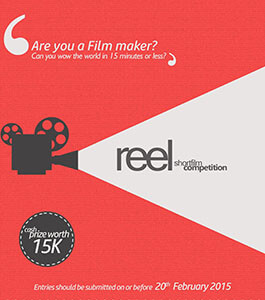 Are you a Film maker?
Can you wow the world in 15 minutes or less?
reel shortfilm
competition
cash
prize worth
15K
Entries should be submitted on or before 20th February 2015